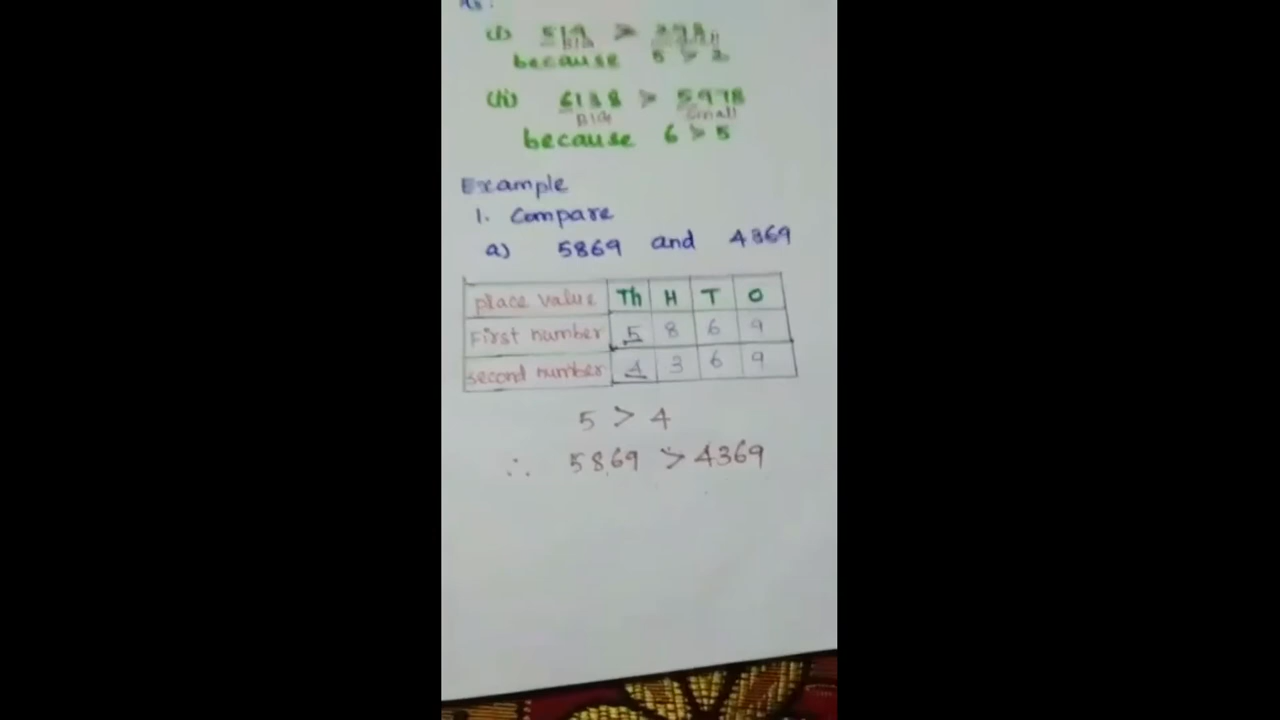 (i) 519 > 298
Big
because 5 > 2
(ii) 6138 > 5978
Big Small
because 6 > 5
Example
1. Compare
a) 5869 and 4369
place value Th H T O
First number 5 8 6 9
second number 4 3 6 9
5 > 4
∴ 5869 > 4369